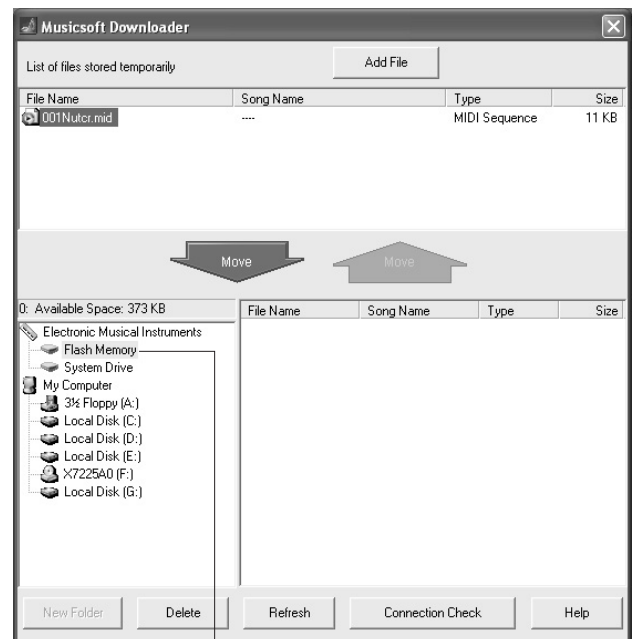 Musicsoft Downloader
List of files stored temporarily
Add File
File Name Song Name Type Size
001Nutcr.mid ---- MIDI Sequence 11 KB
Move Move
0: Available Space: 373 KB
File Name Song Name Type Size
Electronic Musical Instruments
Flash Memory
System Drive
My Computer
3½ Floppy (A:)
Local Disk (C:)
Local Disk (D:)
Local Disk (E:)
X7225A0 (F:)
Local Disk (G:)
New Folder Delete Refresh Connection Check Help